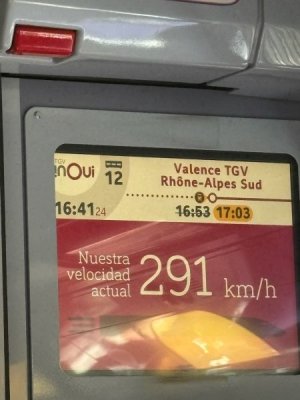 TGV
inOui
12
Valence TGV
Rhône-Alpes Sud
16:41 24
16:53 17:03
Nuestra
velocidad
actual
291 km/h